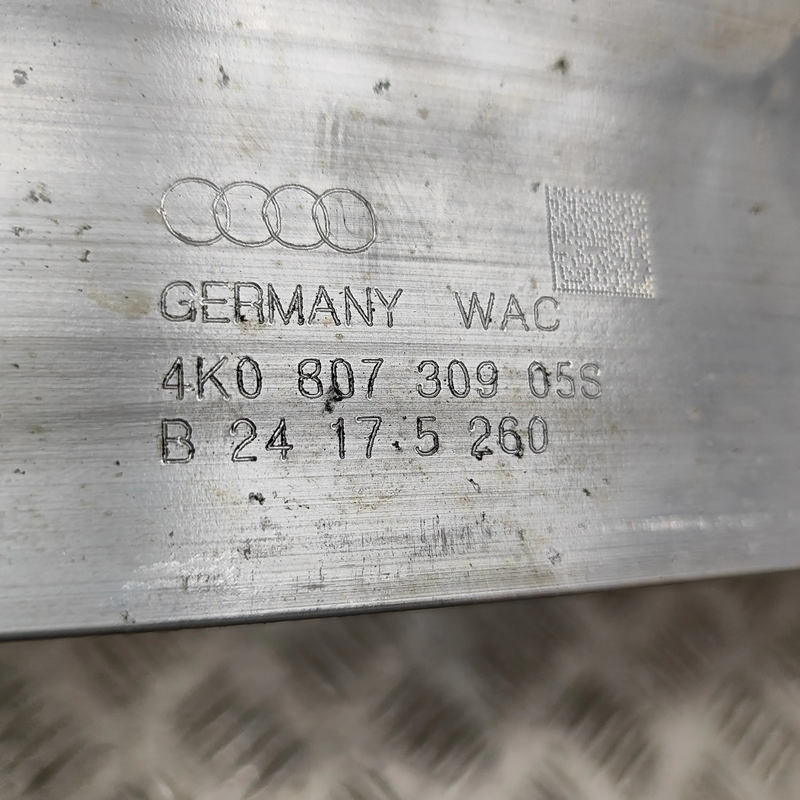 GERMANY WAC
4K0 807 309 05S
B 24 17.5 260